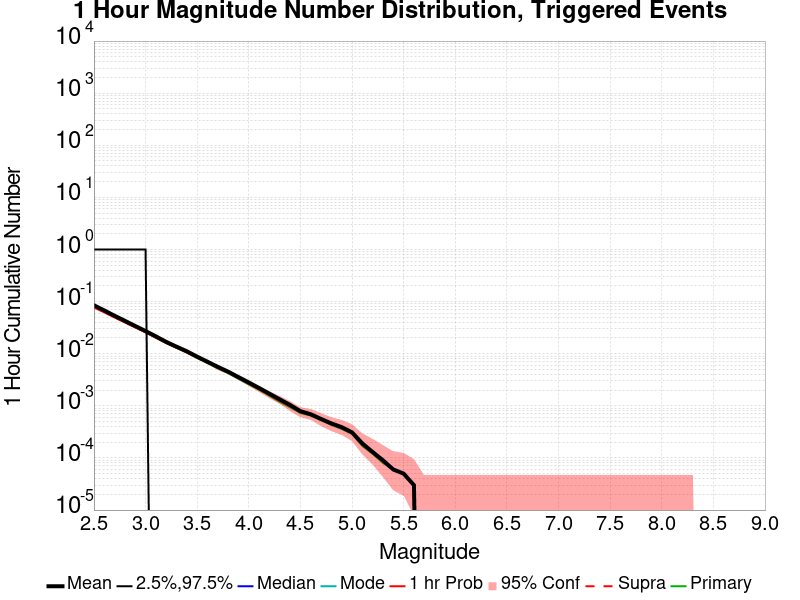 1 Hour Magnitude Number Distribution, Triggered Events
1 Hour Cumulative Number
10^4
10^3
10^2
10^1
10^0
10^-1
10^-2
10^-3
10^-4
10^-5
2.5 3.0 3.5 4.0 4.5 5.0 5.5 6.0 6.5 7.0 7.5 8.0 8.5 9.0
Magnitude
Mean 2.5%,97.5% Median Mode 1 hr Prob 95% Conf Supra Primary